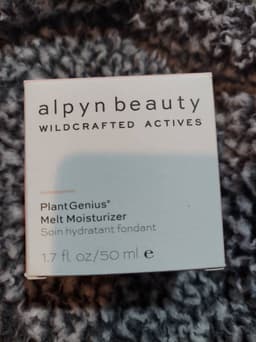 alpyn beauty
WILDCRAFTED ACTIVES
PlantGenius®
Melt Moisturizer
Soin hydratant fondant
1.7 fl oz/50 ml ℮